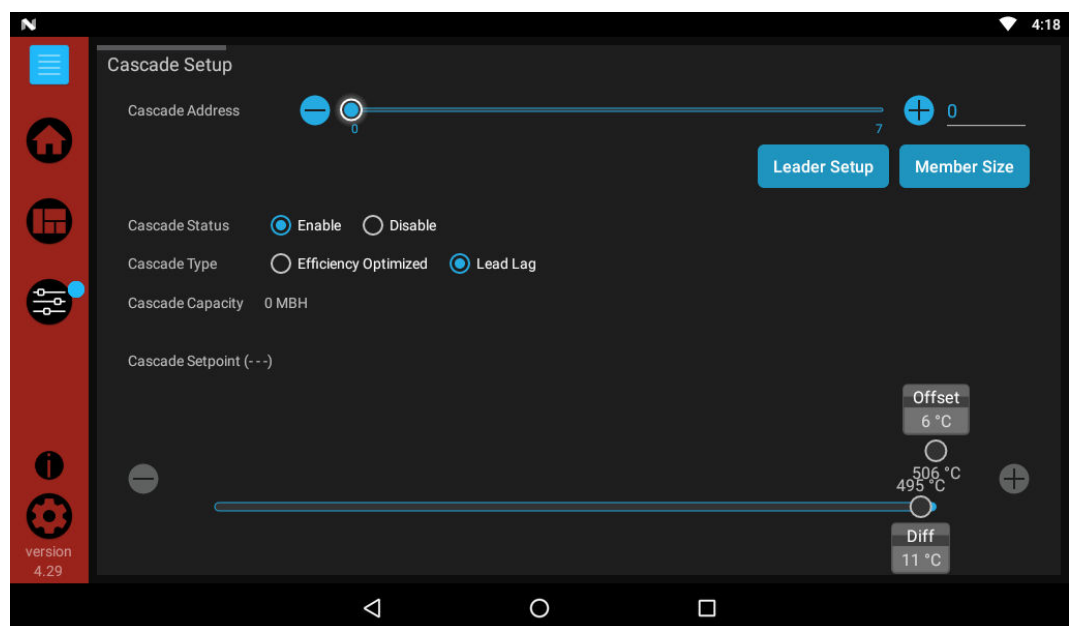 4:18
Cascade Setup
Cascade Address
0
7
0
Leader Setup
Member Size
Cascade Status
Enable
Disable
Cascade Type
Efficiency Optimized
Lead Lag
Cascade Capacity
0 MBH
Cascade Setpoint (---)
Offset
6 °C
506 °C
495 °C
Diff
11 °C
version
4.29